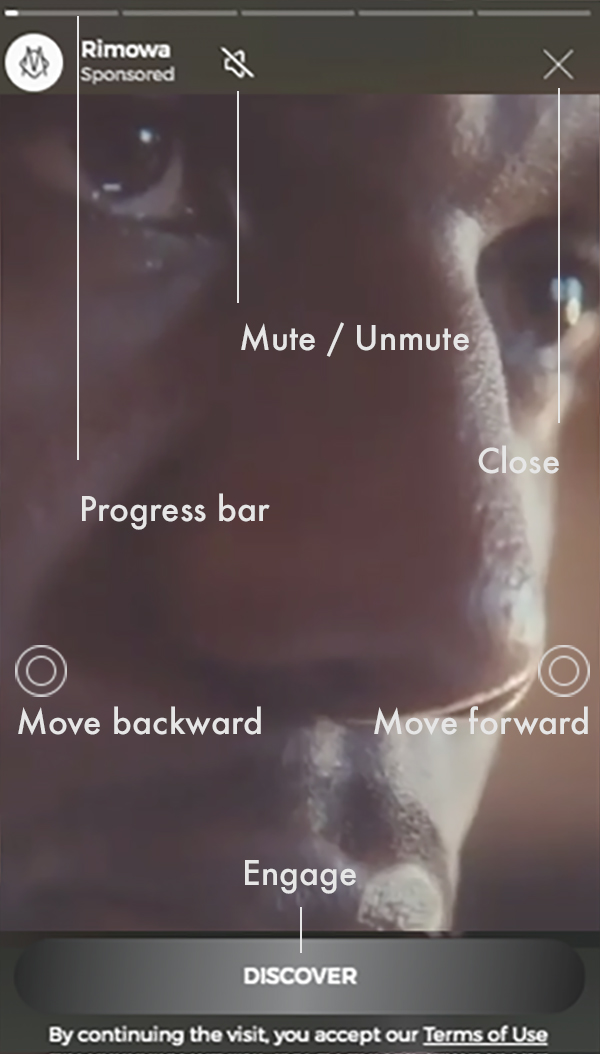 Rimowa
Sponsored
Mute / Unmute
Close
Progress bar
Move backward
Move forward
Engage
DISCOVER
By continuing the visit, you accept our Terms of Use